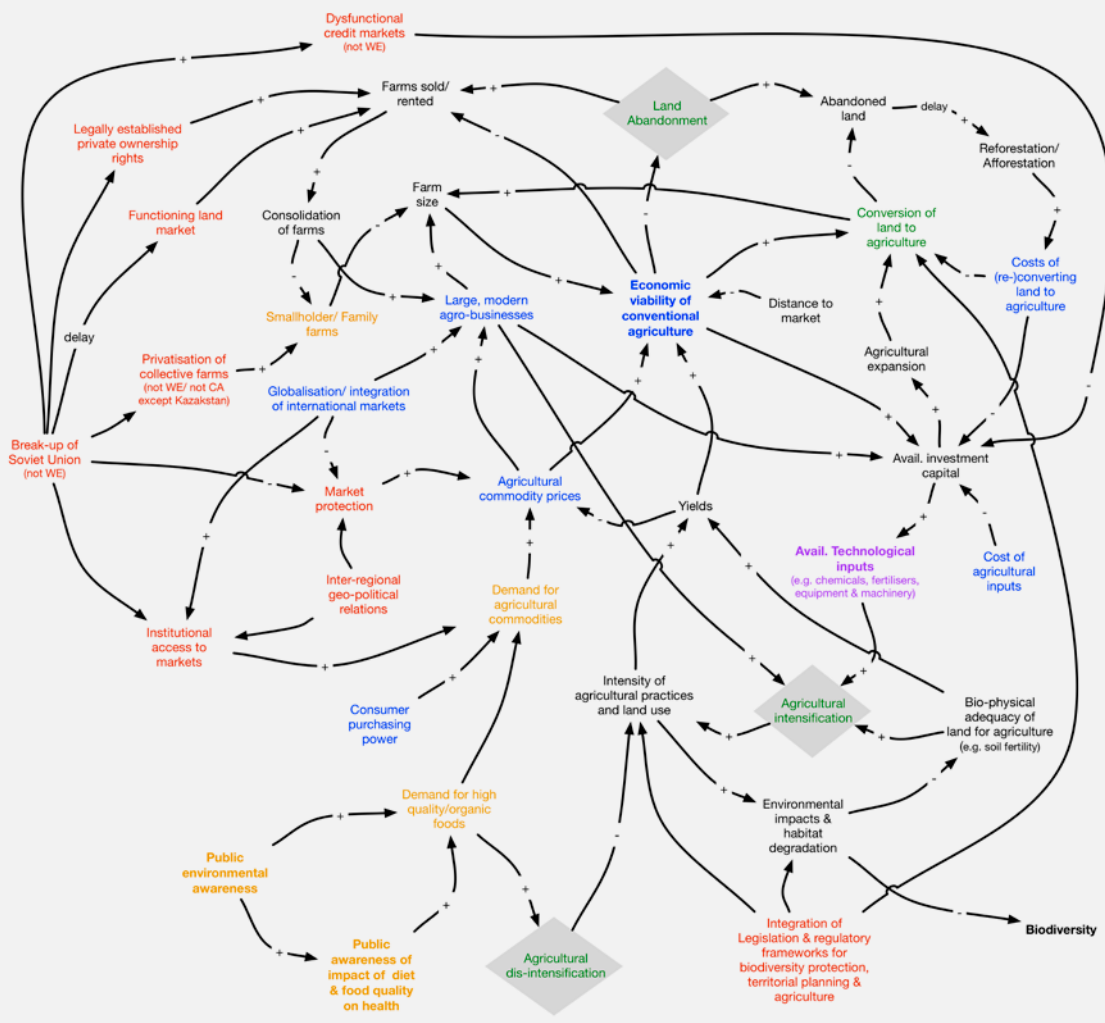 Dysfunctional
credit markets
(not WE)
Farms sold/
rented
Land
Abandonment
Abandoned
land
delay
Reforestation/
Afforestation
Legally established
private ownership
rights
Farm
size
Functioning land
market
Consolidation
of farms
Conversion of
land to
agriculture
Costs of
(re-)converting
land to
agriculture
Economic
viability of
conventional
agriculture
Large, modern
agro-businesses
Distance to
market
Smallholder/ Family
farms
delay
Agricultural
expansion
Privatisation of
collective farms
(not WE/ not CA
except Kazakstan)
Globalisation/ integration
of international markets
Break-up of
Soviet Union
(not WE)
Avail. investment
capital
Market
protection
Agricultural
commodity prices
Yields
Avail. Technological
inputs
(e.g. chemicals, fertilisers,
equipment & machinery)
Cost of
agricultural
inputs
Inter-regional
geo-political
relations
Demand for
agricultural
commodities
Institutional
access to
markets
Intensity of
agricultural practices
and land use
Agricultural
intensification
Bio-physical
adequacy of
land for agriculture
(e.g. soil fertility)
Consumer
purchasing
power
Demand for high
quality/organic
foods
Environmental
impacts &
habitat
degradation
Public
environmental
awareness
Public
awareness of
impact of diet
& food quality
on health
Agricultural
dis-intensification
Integration of
Legislation & regulatory
frameworks for
biodiversity protection,
territorial planning &
agriculture
Biodiversity